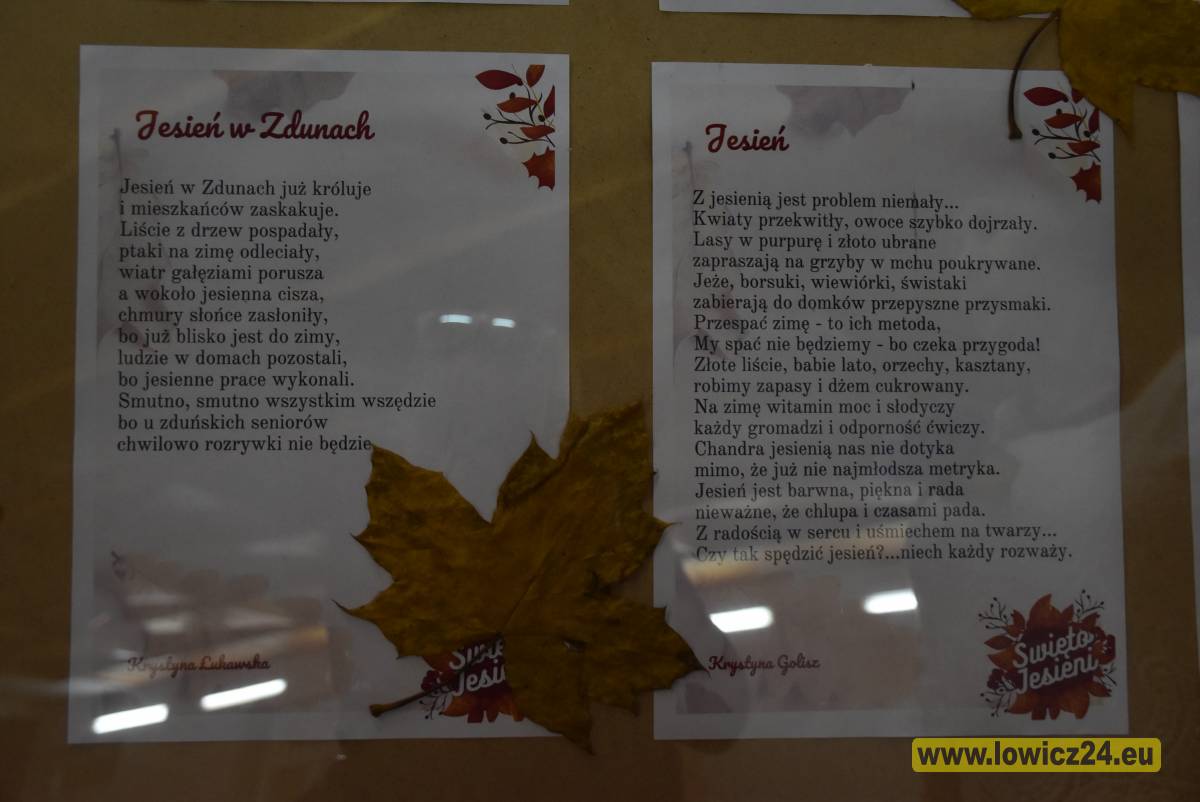 Jesień w Zdunach
Jesień w Zdunach już króluje
i mieszkańców zaskakuje.
Liście z drzew pospadały,
ptaki na zimę odleciały,
wiatr gałęziami porusza
a wokoło jesienna cisza,
chmury słońce zasłoniły,
bo już blisko jest do zimy,
ludzie w domach pozostali,
bo jesienne prace wykonali.
Smutno, smutno wszystkim wszędzie
bo u zduńskich seniorów
chwilowo rozrywki nie będzie
Krystyna Łukawska
Jesień
Z jesienią jest problem niemały...
Kwiaty przekwitły, owoce szybko dojrzały.
Lasy w purpurę i złoto ubrane
zapraszają na grzyby w mchu poukrywane.
Jeże, borsuki, wiewiórki, świstaki
zabierają do domków przepyszne przysmaki.
Przespać zimę - to ich metoda,
My spać nie będziemy - bo czeka przygoda!
Złote liście, babie lato, orzechy, kasztany,
robimy zapasy i dżem cukrowany.
Na zimę witamin moc i słodyczy
każdy gromadzi i odporność ćwiczy.
Chandra jesienią nas nie dotyka
mimo, że już nie najmłodsza metryka.
Jesień jest barwna, piękna i rada
nieważne, że chlupa i czasami pada.
Z radością w sercu i uśmiechem na twarzy...
Czy tak spędzić jesień?...niech każdy rozważy.
Krystyna Golisz
Święto
Jesieni
www.lowicz24.eu